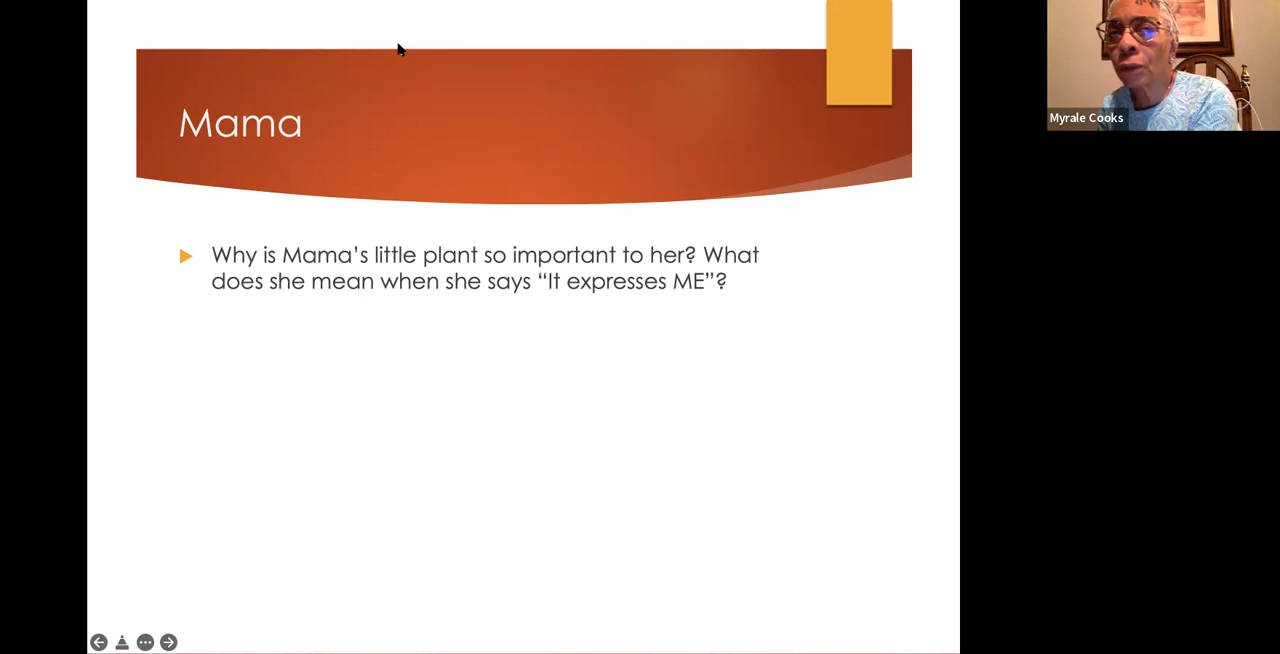 Mama
Why is Mama’s little plant so important to her? What
does she mean when she says “It expresses ME”?
Myrale Cooks